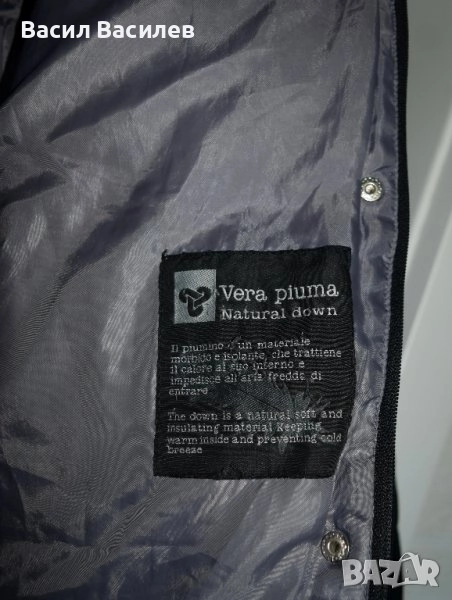 Васил Василев
Vera piuma
Natural down
Il piumino d'un materiale
morbido e isolante, che trattiene
il calore al suo interno e
impedisce all'aria fredda di
entrare
The down is a natural soft and
insulating material Keeping
warm inside and preventing cold
breeze
BAZAR